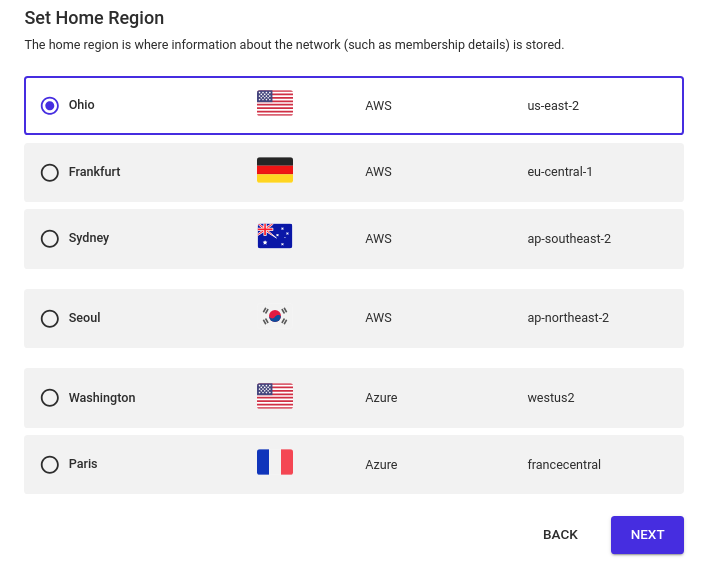 Set Home Region
The home region is where information about the network (such as membership details) is stored.
Ohio AWS us-east-2
Frankfurt AWS eu-central-1
Sydney AWS ap-southeast-2
Seoul AWS ap-northeast-2
Washington Azure westus2
Paris Azure francecentral
BACK NEXT